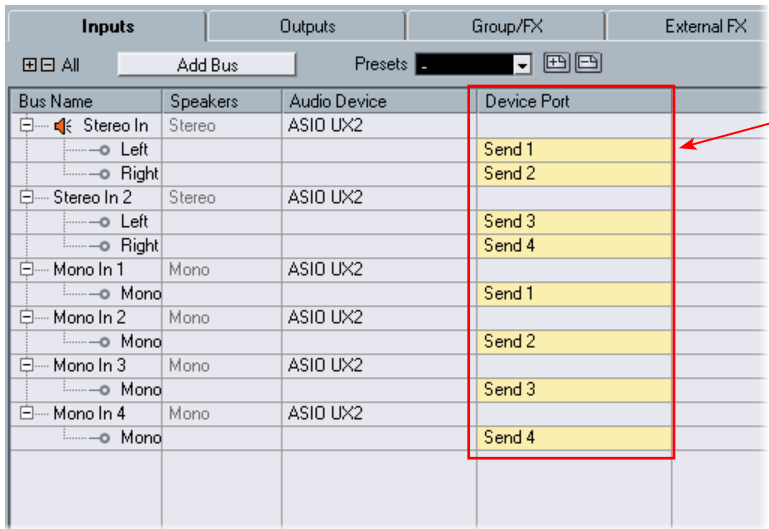 Inputs Outputs Group/FX External FX
All Add Bus Presets -
Bus Name Speakers Audio Device Device Port
Stereo In Stereo ASIO UX2
Left Send 1
Right Send 2
Stereo In 2 Stereo ASIO UX2
Left Send 3
Right Send 4
Mono In 1 Mono ASIO UX2
Mono Send 1
Mono In 2 Mono ASIO UX2
Mono Send 2
Mono In 3 Mono ASIO UX2
Mono Send 3
Mono In 4 Mono ASIO UX2
Mono Send 4